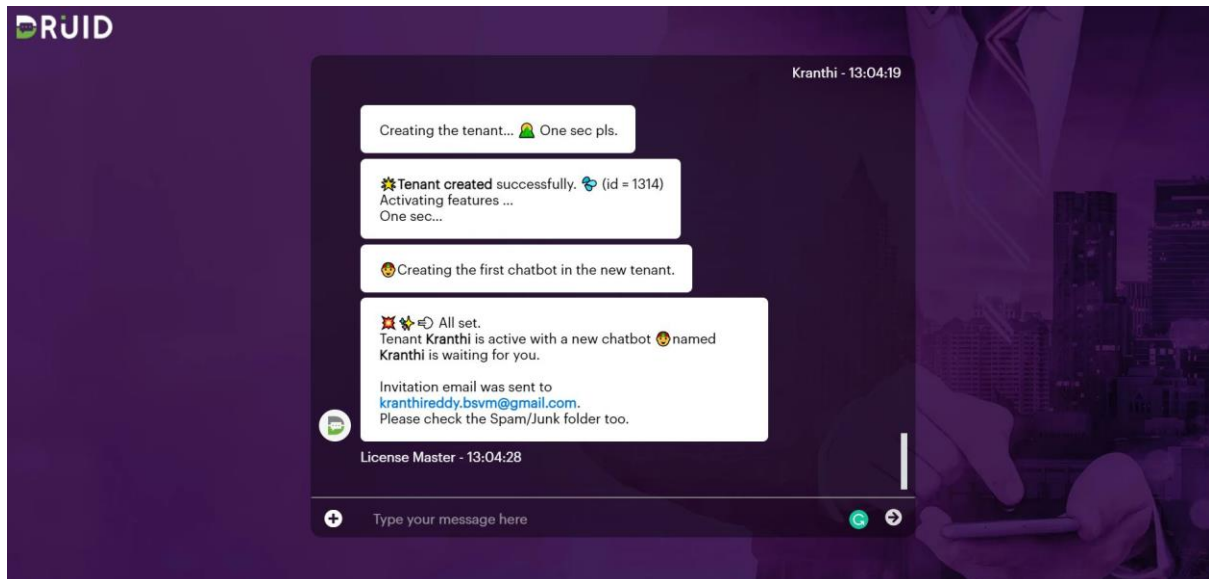 DRUID
Kranthi - 13:04:19
Creating the tenant... One sec pls.
Tenant created successfully. (id = 1314)
Activating features ...
One sec...
Creating the first chatbot in the new tenant.
All set.
Tenant Kranthi is active with a new chatbot named
Kranthi is waiting for you.
Invitation email was sent to
kranthireddy.bsvm@gmail.com.
Please check the Spam/Junk folder too.
License Master - 13:04:28
Type your message here